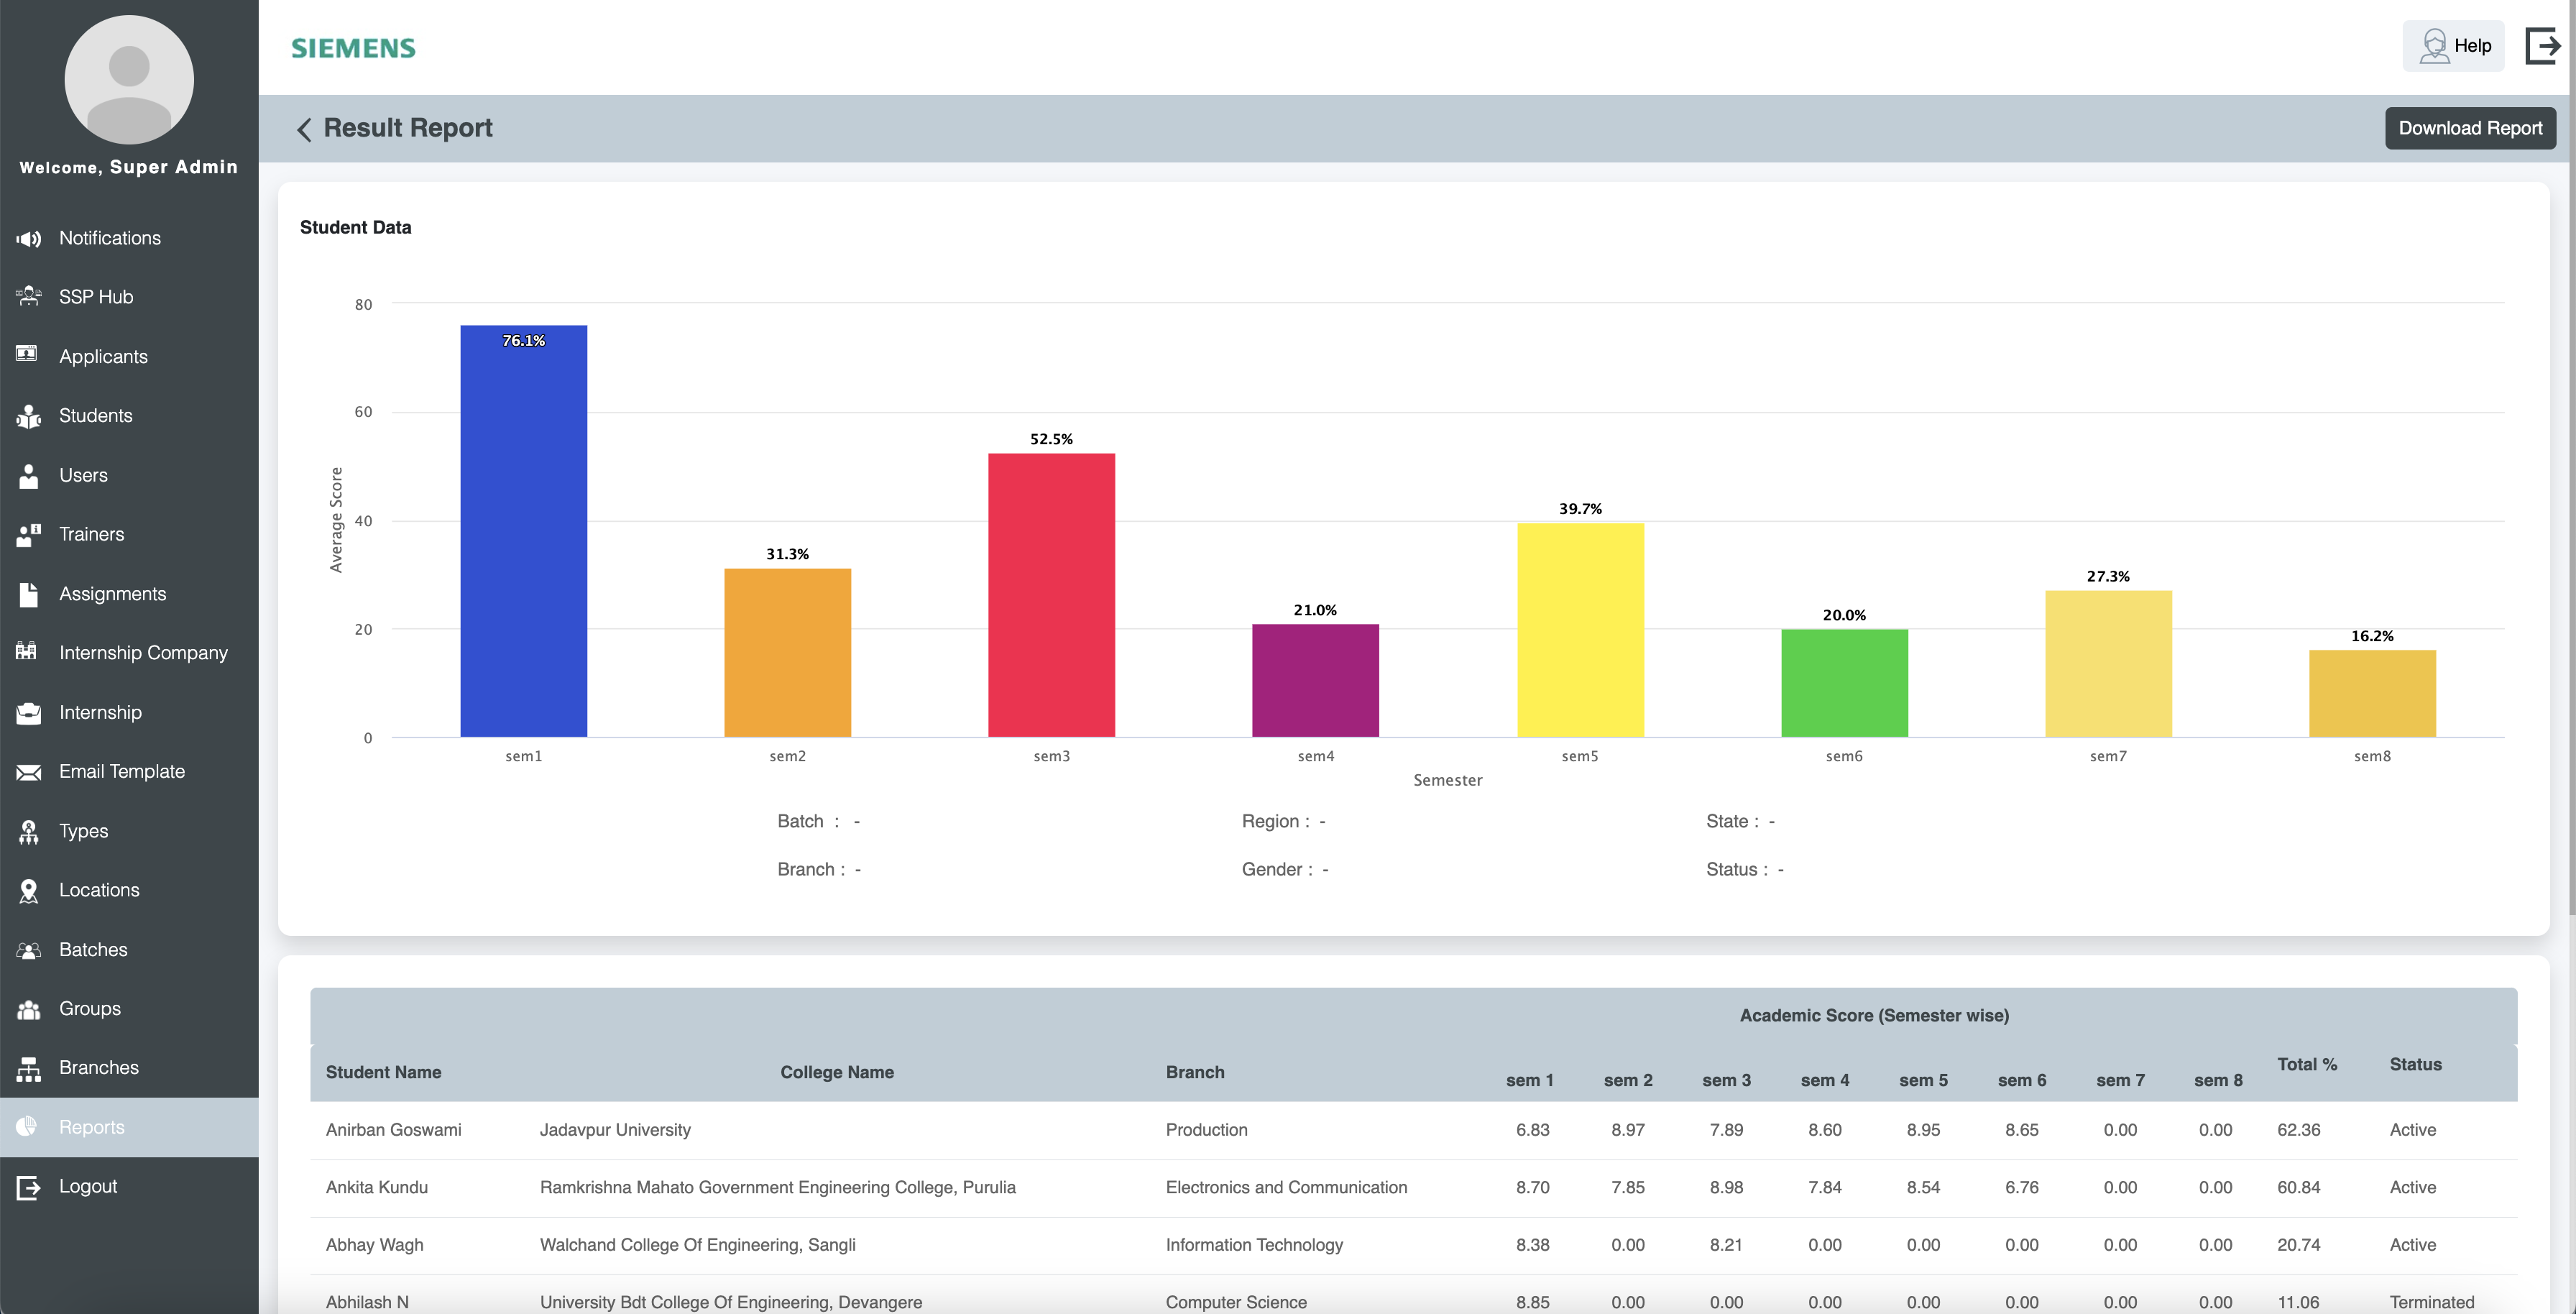 Welcome, Super Admin
Notifications
SSP Hub
Applicants
Students
Users
Trainers
Assignments
Internship Company
Internship
Email Template
Types
Locations
Batches
Groups
Branches
Reports
Logout
SIEMENS
Help
Result Report
Download Report
Student Data
Average Score
80
60
40
20
0
76.1%
31.3%
52.5%
21.0%
39.7%
20.0%
27.3%
16.2%
sem1 sem2 sem3 sem4 sem5 sem6 sem7 sem8
Semester
Batch : - Region : - State : -
Branch : - Gender : - Status : -
Academic Score (Semester wise)
Student Name College Name Branch sem 1 sem 2 sem 3 sem 4 sem 5 sem 6 sem 7 sem 8 Total % Status
Anirban Goswami Jadavpur University Production 6.83 8.97 7.89 8.60 8.95 8.65 0.00 0.00 62.36 Active
Ankita Kundu Ramkrishna Mahato Government Engineering College, Purulia Electronics and Communication 8.70 7.85 8.98 7.84 8.54 6.76 0.00 0.00 60.84 Active
Abhay Wagh Walchand College Of Engineering, Sangli Information Technology 8.38 0.00 8.21 0.00 0.00 0.00 0.00 0.00 20.74 Active
Abhilash N University Bdt College Of Engineering, Devangere Computer Science 8.85 0.00 0.00 0.00 0.00 0.00 0.00 0.00 11.06 Terminated